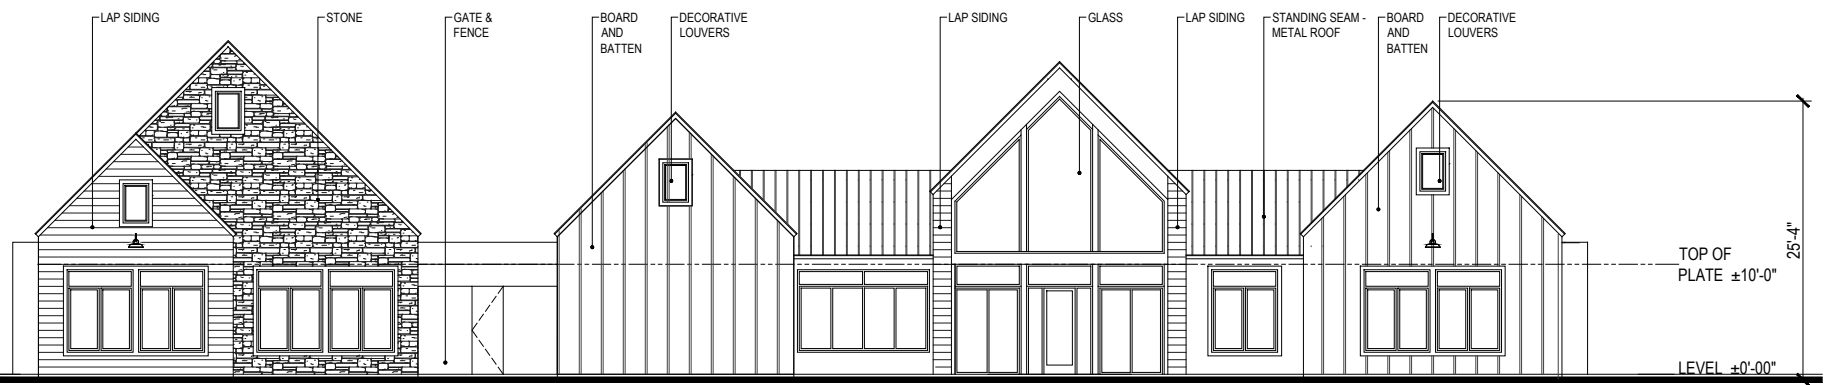 LAP SIDING
STONE
GATE &
FENCE
BOARD
AND
BATTEN
DECORATIVE
LOUVERS
LAP SIDING
GLASS
LAP SIDING
STANDING SEAM -
METAL ROOF
BOARD
AND
BATTEN
DECORATIVE
LOUVERS
25'-4"
TOP OF
PLATE ±10'-0"
LEVEL ±0'-00"